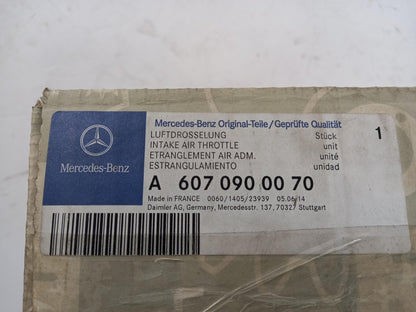 Mercedes-Benz Original-Teile/Geprüfte Qualität
LUFTDROSSELUNG Stück 1
INTAKE AIR THROTTLE unit
ETRANGLEMENT AIR ADM. unité
ESTRANGULAMIENTO unidad
Mercedes-Benz
A 607 090 00 70
Made in FRANCE 0060/1405/23939 05.06.14
Daimler AG, Germany, Mercedesstr. 137, 70327 Stuttgart